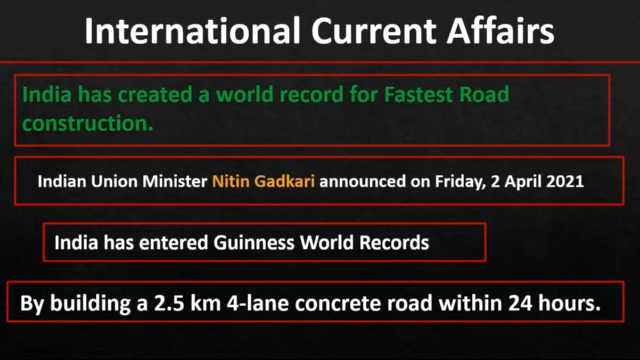 International Current Affairs
India has created a world record for Fastest Road
construction.
Indian Union Minister Nitin Gadkari announced on Friday, 2 April 2021
India has entered Guinness World Records
By building a 2.5 km 4-lane concrete road within 24 hours.